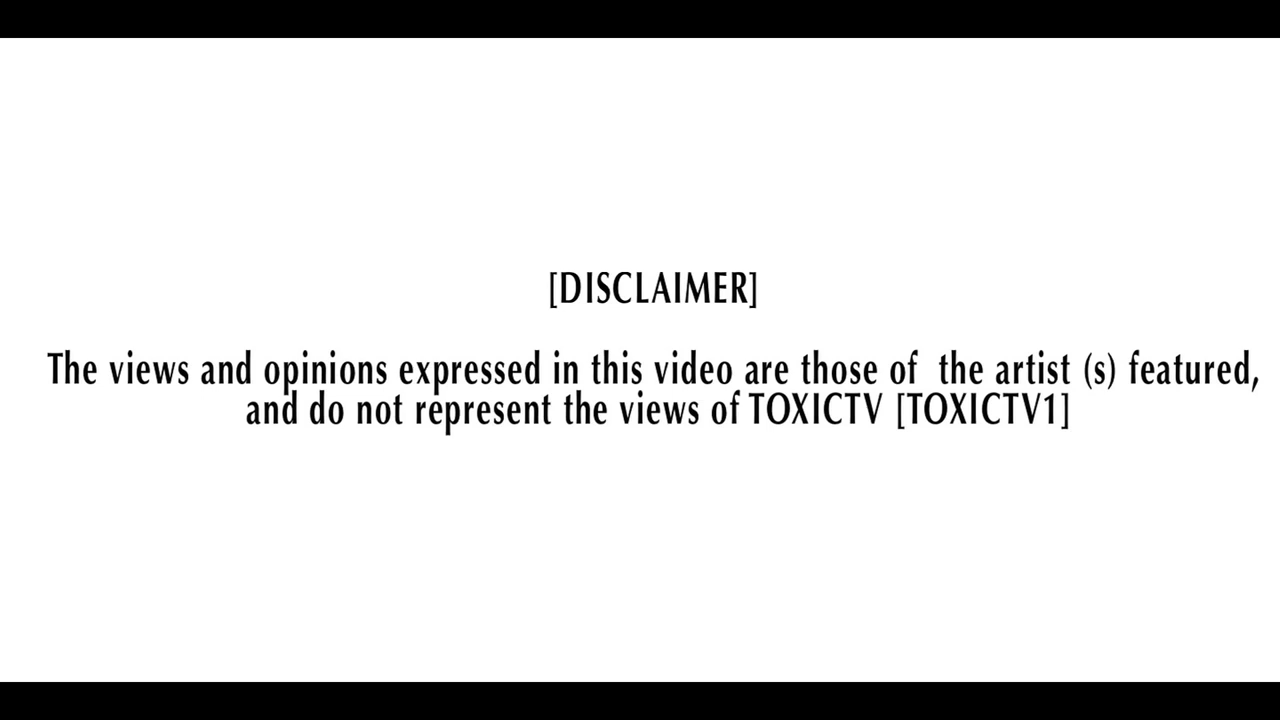 [DISCLAIMER]
The views and opinions expressed in this video are those of  the artist (s) featured,
and do not represent the views of TOXICTV [TOXICTV1]